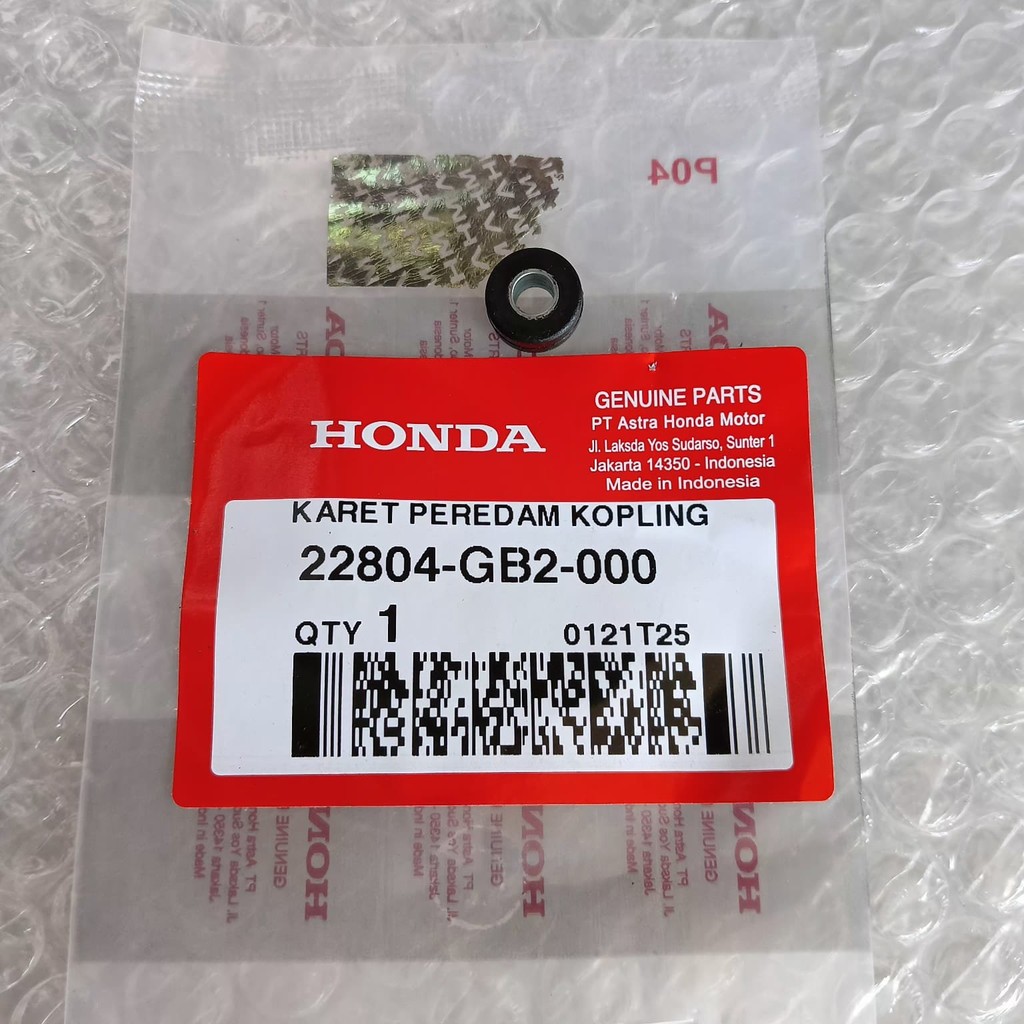 P04
HONDA
GENUINE PARTS
PT Astra Honda Motor
Jl. Laksda Yos Sudarso, Sunter 1
Jakarta 14350 - Indonesia
Made in Indonesia
KARET PEREDAM KOPLING
22804-GB2-000
QTY 1
0121T25